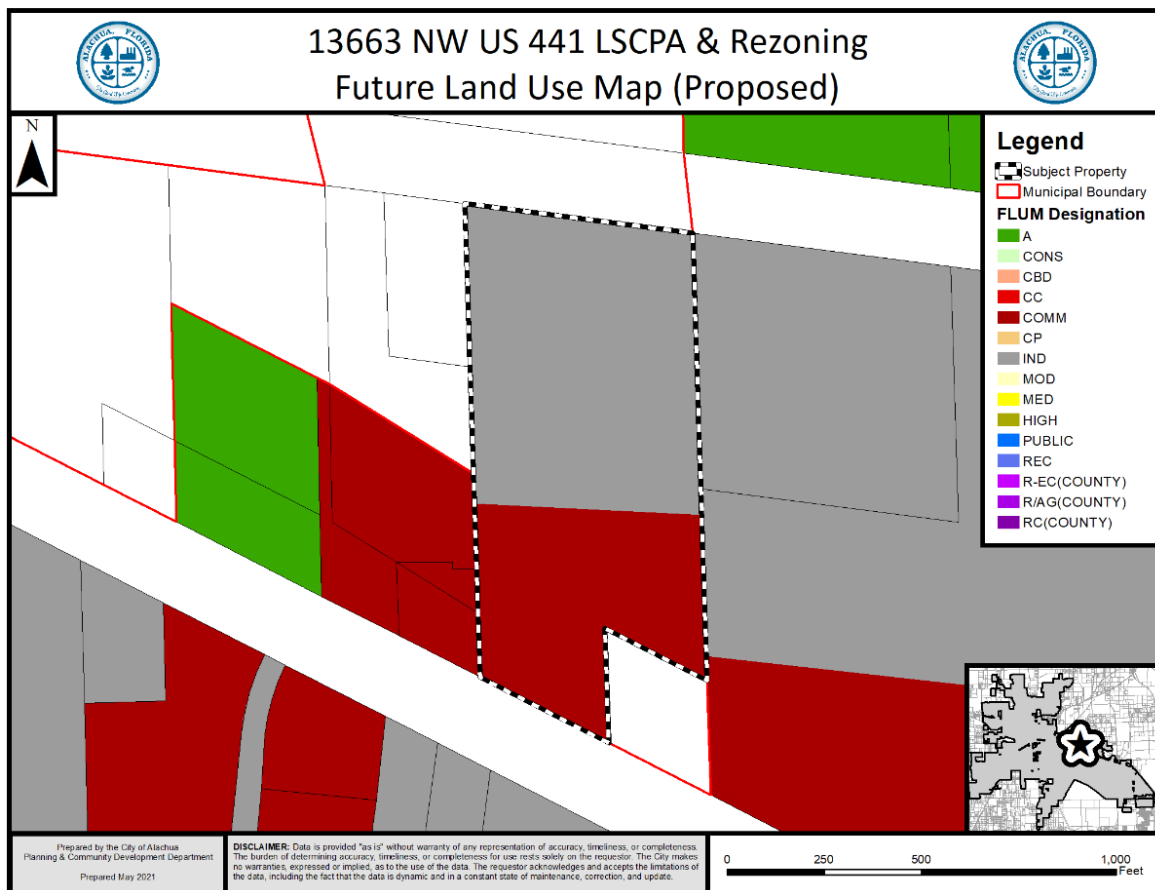 13663 NW US 441 LSCPA & Rezoning
Future Land Use Map (Proposed)
ALACHUA, FLORIDA
ALACHUA, FLORIDA
N
Legend
Subject Property
Municipal Boundary
FLUM Designation
A
CONS
CBD
CC
COMM
CP
IND
MOD
MED
HIGH
PUBLIC
REC
R-EC(COUNTY)
R/AG(COUNTY)
RC(COUNTY)
Prepared by the City of Alachua
Planning & Community Development Department
Prepared May 2021
DISCLAIMER: Data is provided "as is" without warranty of any representation of accuracy, timeliness, or completeness.
The burden of determining accuracy, timeliness, or completeness for use rests solely on the requestor. The City makes
no warranties, expressed or implied, as to the use of the data. The requestor acknowledges and accepts the limitations of
the data, including the fact that the data is dynamic and in a constant state of maintenance, correction, and update.
0 250 500 1,000
Feet